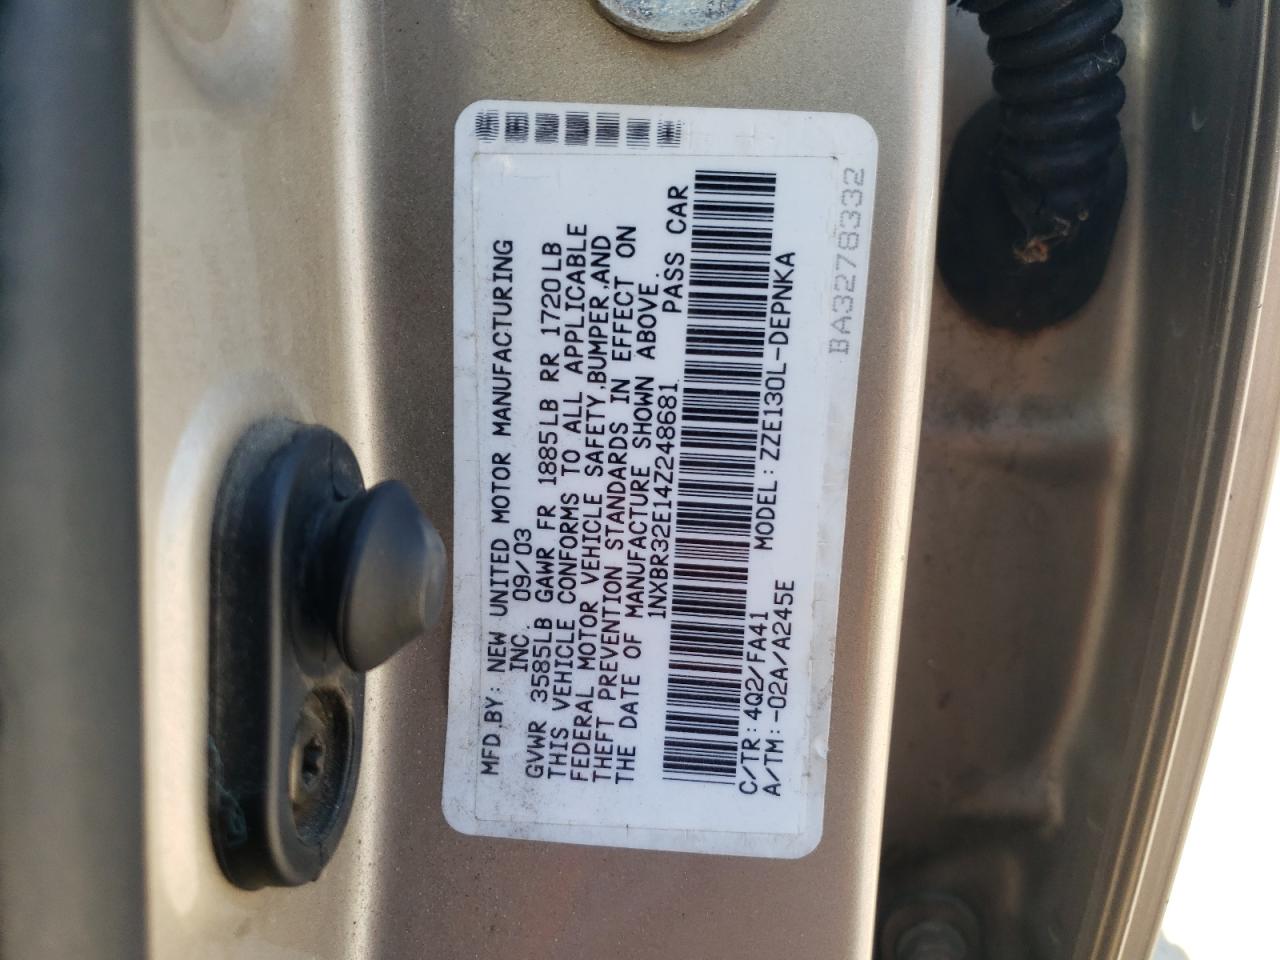 MFD.BY: NEW UNITED MOTOR MANUFACTURING
INC. 09/03
GVWR 3585LB GAWR FR 1885LB RR 1720LB
THIS VEHICLE CONFORMS TO ALL APPLICABLE
FEDERAL MOTOR VEHICLE SAFETY,BUMPER,AND
THEFT PREVENTION STANDARDS IN EFFECT ON
THE DATE OF MANUFACTURE SHOWN ABOVE.
1NXBR32E14Z248681 PASS CAR
C/TR: 4Q2/FA41 MODEL: ZZE130L-DEPNKA
A/TM: -02A/A245E
BA3278332